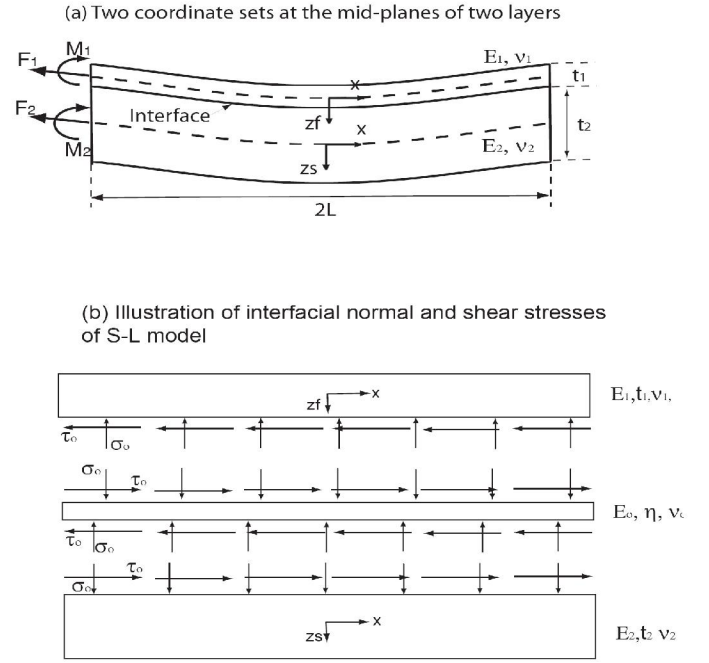 (a) Two coordinate sets at the mid-planes of two layers
M1
F1
E1, ν1
x
t1
F2
Interface
zf
x
t2
M2
E2, ν2
zs
2L
(b) Illustration of interfacial normal and shear stresses
of S-L model
x
zf
E1,t1,ν1,
τo
σo
σo
τo
Eo, η, νc
τo
σo
τo
σo
x
zs
E2,t2 ν2